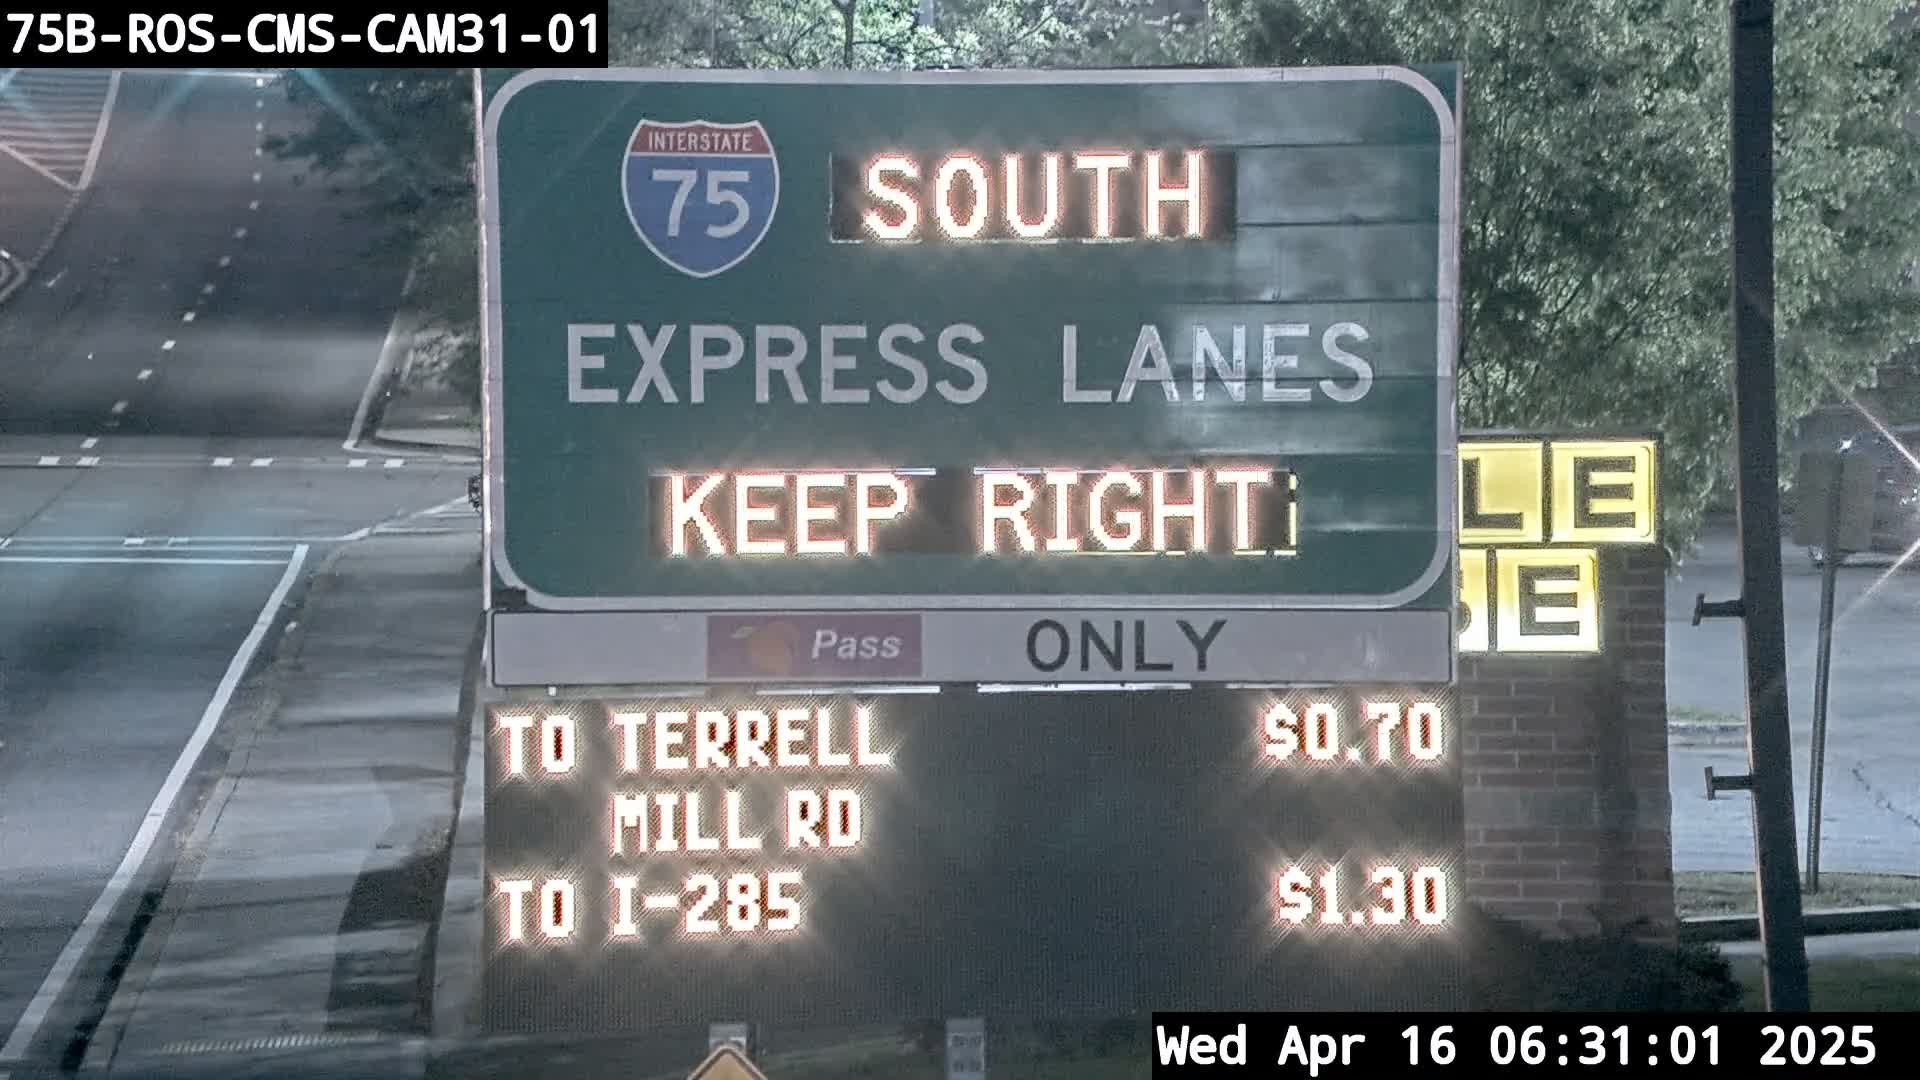 75B-ROS-CMS-CAM31-01
INTERSTATE
75
SOUTH
EXPRESS LANES
KEEP RIGHT
LE
E
Pass ONLY
TO TERRELL $0.70
MILL RD
TO I-285 $1.30
Wed Apr 16 06:31:01 2025